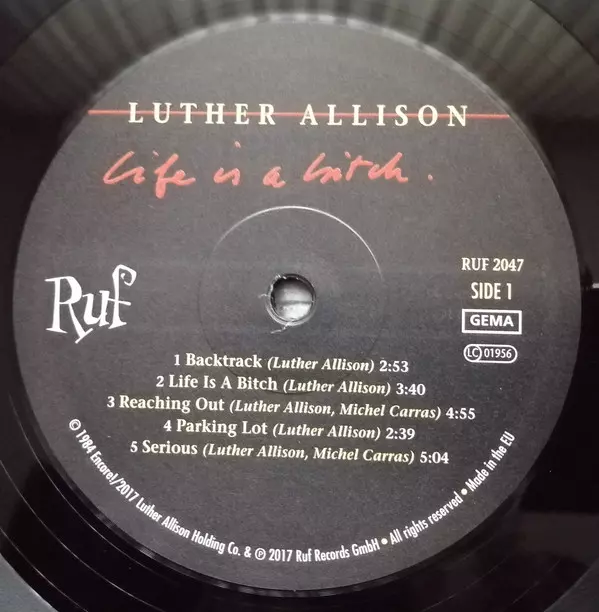 LUTHER ALLISON
Life is a bitch.
Ruf
RUF 2047
SIDE 1
GEMA
LC 01956
1 Backtrack (Luther Allison) 2:53
2 Life Is A Bitch (Luther Allison) 3:40
3 Reaching Out (Luther Allison, Michel Carras) 4:55
4 Parking Lot (Luther Allison) 2:39
5 Serious (Luther Allison, Michel Carras) 5:04
© 1984 Encore!/2017 Luther Allison Holding Co. & ℗ 2017 Ruf Records GmbH • All rights reserved • Made in the EU